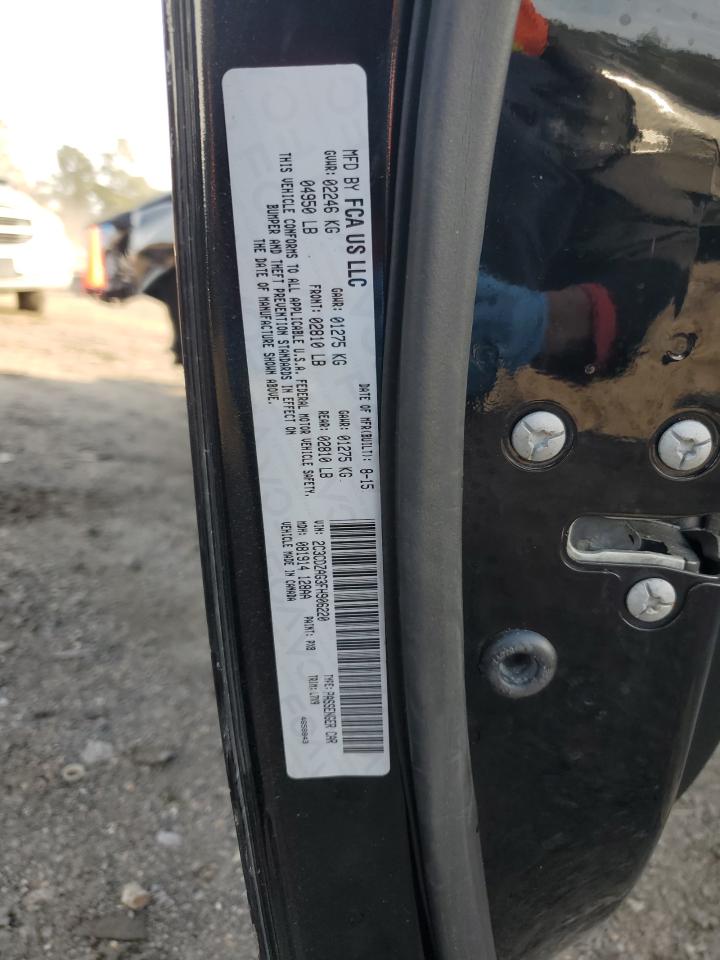 MFD BY FCA US LLC
DATE OF MFR(BUILT): 8-15
GVWR: 02246 KG
GAWR: 01275 KG
GAWR: 01275 KG
04950 LB
FRONT: 02810 LB
REAR: 02810 LB
THIS VEHICLE CONFORMS TO ALL APPLICABLE U.S.A. FEDERAL MOTOR VEHICLE SAFETY,
BUMPER AND THEFT PREVENTION STANDARDS IN EFFECT ON
THE DATE OF MANUFACTURE SHOWN ABOVE.
VIN: 2C3CDZAG3FH906220
TYPE: PASSENGER CAR
MDH: 081914 128AA
PAINT: PX8
TRIM: L7X9
VEHICLE MADE IN CANADA